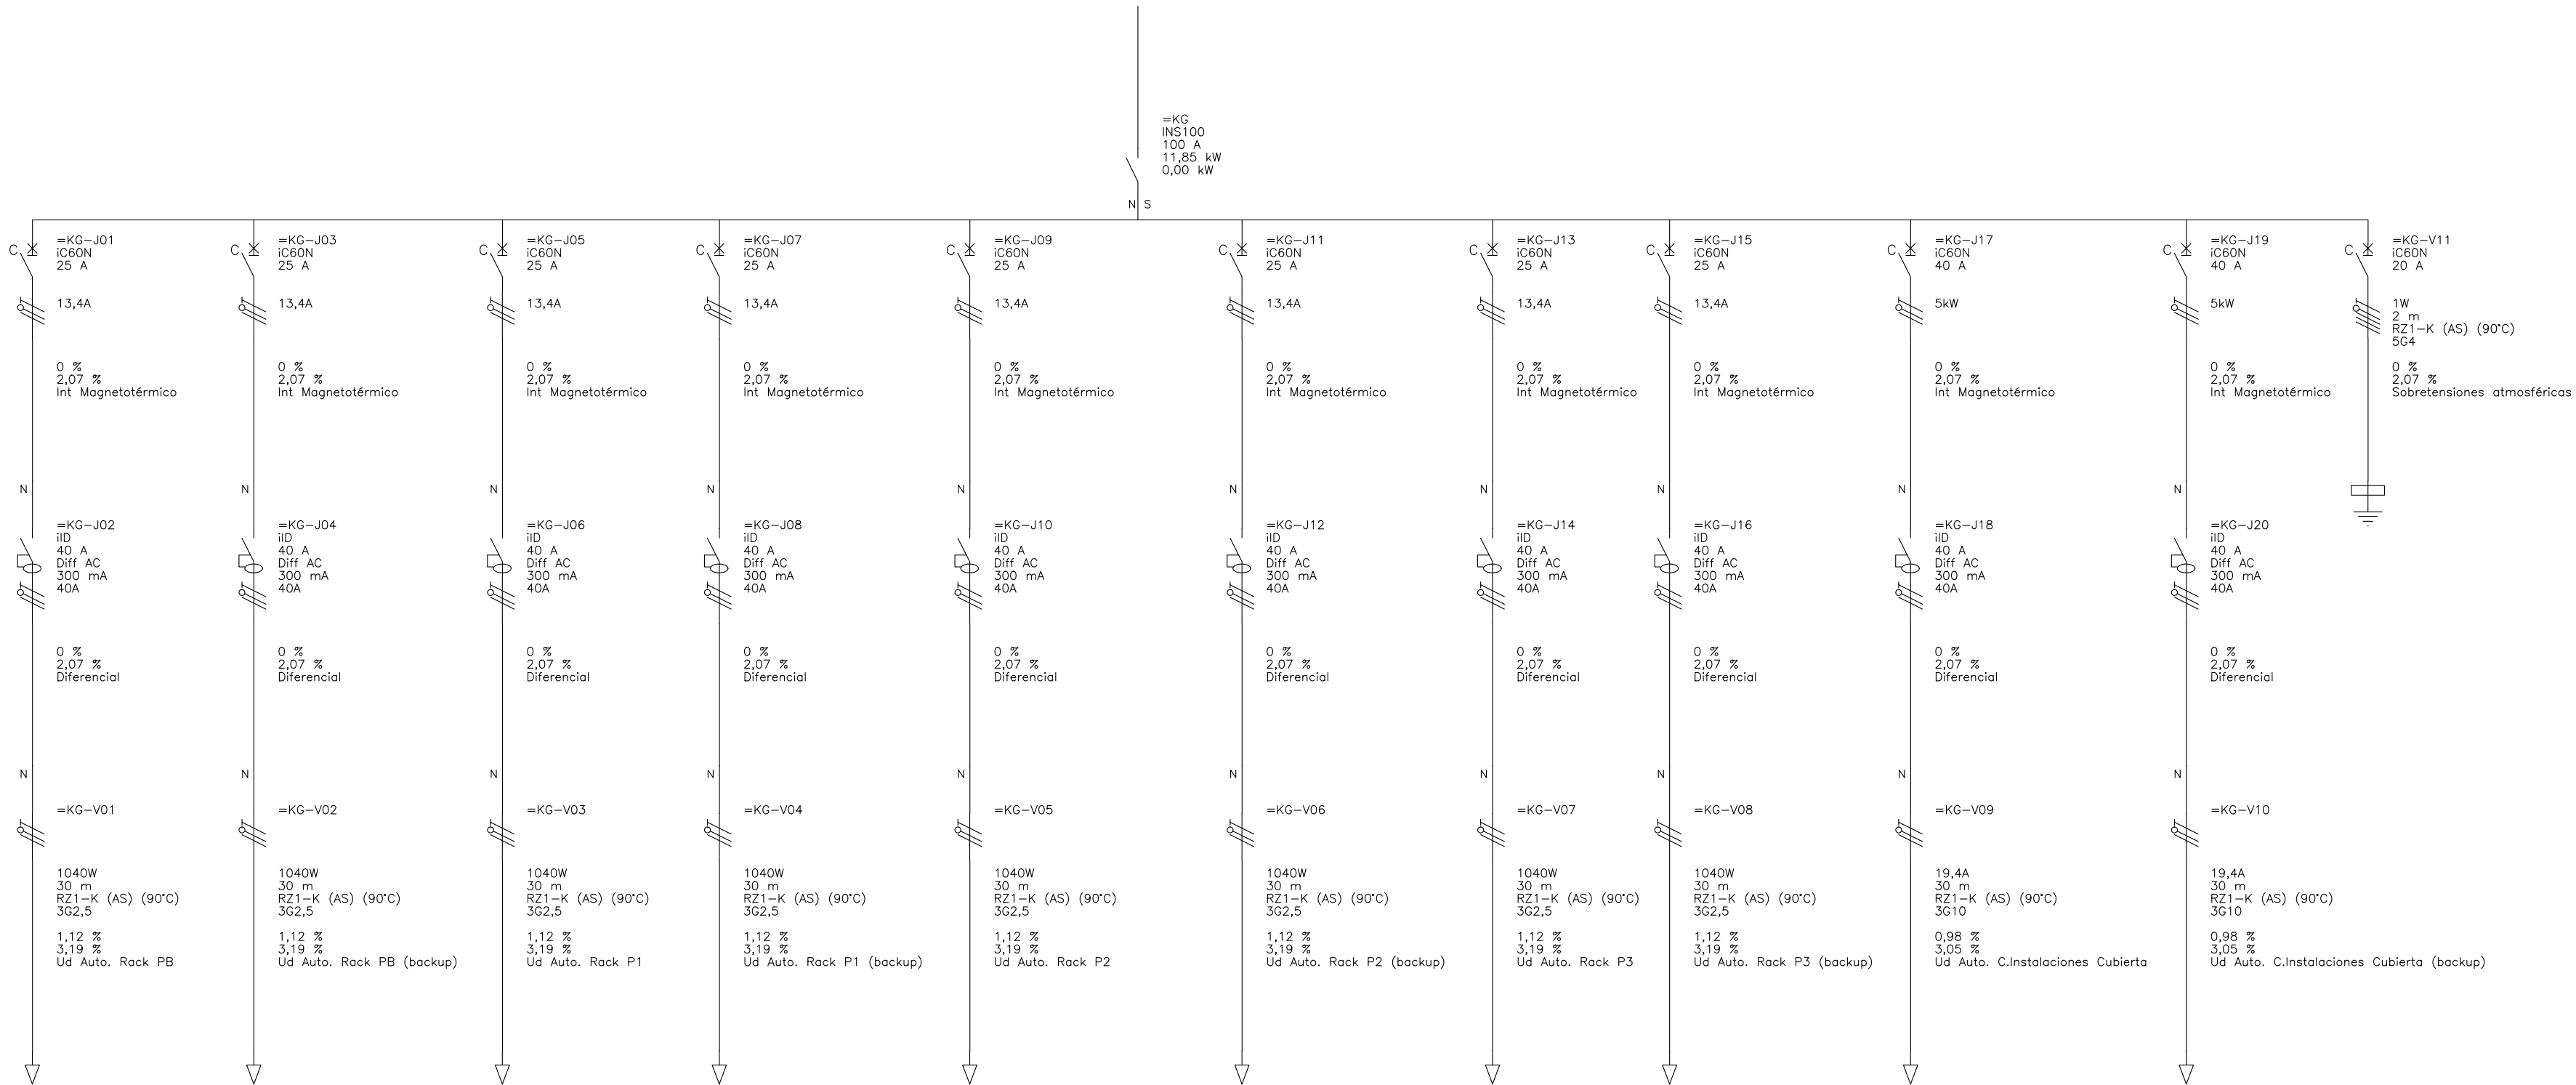 =KG
INS100
100 A
11,85 kW
0,00 kW
N S
C
=KG-J01
iC60N
25 A
13,4A
0 %
2,07 %
Int Magnetotérmico
N
=KG-J02
iID
40 A
Diff AC
300 mA
40A
0 %
2,07 %
Diferencial
N
=KG-V01
1040W
30 m
RZ1-K (AS) (90°C)
3G2,5
1,12 %
3,19 %
Ud Auto. Rack PB
C
=KG-J03
iC60N
25 A
13,4A
0 %
2,07 %
Int Magnetotérmico
N
=KG-J04
iID
40 A
Diff AC
300 mA
40A
0 %
2,07 %
Diferencial
N
=KG-V02
1040W
30 m
RZ1-K (AS) (90°C)
3G2,5
1,12 %
3,19 %
Ud Auto. Rack PB (backup)
C
=KG-J05
iC60N
25 A
13,4A
0 %
2,07 %
Int Magnetotérmico
N
=KG-J06
iID
40 A
Diff AC
300 mA
40A
0 %
2,07 %
Diferencial
N
=KG-V03
1040W
30 m
RZ1-K (AS) (90°C)
3G2,5
1,12 %
3,19 %
Ud Auto. Rack P1
C
=KG-J07
iC60N
25 A
13,4A
0 %
2,07 %
Int Magnetotérmico
N
=KG-J08
iID
40 A
Diff AC
300 mA
40A
0 %
2,07 %
Diferencial
N
=KG-V04
1040W
30 m
RZ1-K (AS) (90°C)
3G2,5
1,12 %
3,19 %
Ud Auto. Rack P1 (backup)
C
=KG-J09
iC60N
25 A
13,4A
0 %
2,07 %
Int Magnetotérmico
N
=KG-J10
iID
40 A
Diff AC
300 mA
40A
0 %
2,07 %
Diferencial
N
=KG-V05
1040W
30 m
RZ1-K (AS) (90°C)
3G2,5
1,12 %
3,19 %
Ud Auto. Rack P2
C
=KG-J11
iC60N
25 A
13,4A
0 %
2,07 %
Int Magnetotérmico
N
=KG-J12
iID
40 A
Diff AC
300 mA
40A
0 %
2,07 %
Diferencial
N
=KG-V06
1040W
30 m
RZ1-K (AS) (90°C)
3G2,5
1,12 %
3,19 %
Ud Auto. Rack P2 (backup)
C
=KG-J13
iC60N
25 A
13,4A
0 %
2,07 %
Int Magnetotérmico
N
=KG-J14
iID
40 A
Diff AC
300 mA
40A
0 %
2,07 %
Diferencial
N
=KG-V07
1040W
30 m
RZ1-K (AS) (90°C)
3G2,5
1,12 %
3,19 %
Ud Auto. Rack P3
C
=KG-J15
iC60N
25 A
13,4A
0 %
2,07 %
Int Magnetotérmico
N
=KG-J16
iID
40 A
Diff AC
300 mA
40A
0 %
2,07 %
Diferencial
N
=KG-V08
1040W
30 m
RZ1-K (AS) (90°C)
3G2,5
1,12 %
3,19 %
Ud Auto. Rack P3 (backup)
C
=KG-J17
iC60N
40 A
5kW
0 %
2,07 %
Int Magnetotérmico
N
=KG-J18
iID
40 A
Diff AC
300 mA
40A
0 %
2,07 %
Diferencial
N
=KG-V09
19,4A
30 m
RZ1-K (AS) (90°C)
3G10
0,98 %
3,05 %
Ud Auto. C.Instalaciones Cubierta
C
=KG-J19
iC60N
40 A
5kW
0 %
2,07 %
Int Magnetotérmico
N
=KG-J20
iID
40 A
Diff AC
300 mA
40A
0 %
2,07 %
Diferencial
N
=KG-V10
19,4A
30 m
RZ1-K (AS) (90°C)
3G10
0,98 %
3,05 %
Ud Auto. C.Instalaciones Cubierta (backup)
C
=KG-V11
iC60N
20 A
1W
2 m
RZ1-K (AS) (90°C)
5G4
0 %
2,07 %
Sobretensiones atmosféricas